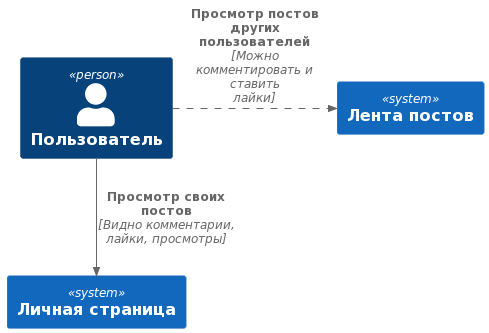 Просмотр постов
других
пользователей
[Можно
комментировать и
ставить
лайки]
«person»
Пользователь
«system»
Лента постов
Просмотр своих
постов
[Видно комментарии,
лайки, просмотры]
«system»
Личная страница